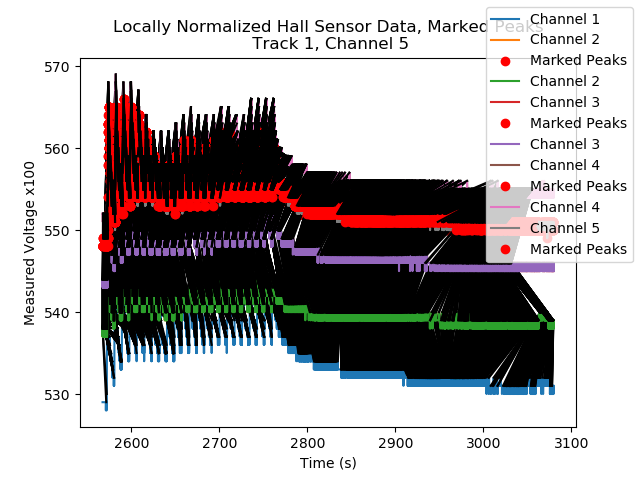 Locally Normalized Hall Sensor Data, Marked Peaks
Track 1, Channel 5
Measured Voltage x100
570
560
550
540
530
2600
2700
2800
2900
3000
3100
Time (s)
Channel 1
Channel 2
Marked Peaks
Channel 2
Channel 3
Marked Peaks
Channel 3
Channel 4
Marked Peaks
Channel 4
Channel 5
Marked Peaks